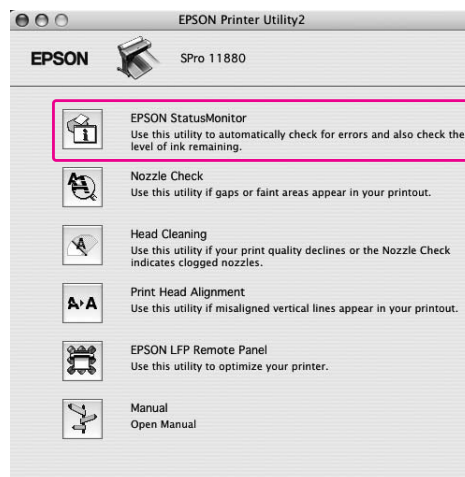 EPSON Printer Utility2
EPSON
SPro 11880
EPSON StatusMonitor
Use this utility to automatically check for errors and also check the
level of ink remaining.
Nozzle Check
Use this utility if gaps or faint areas appear in your printout.
Head Cleaning
Use this utility if your print quality declines or the Nozzle Check
indicates clogged nozzles.
Print Head Alignment
Use this utility if misaligned vertical lines appear in your printout.
EPSON LFP Remote Panel
Use this utility to optimize your printer.
Manual
Open Manual